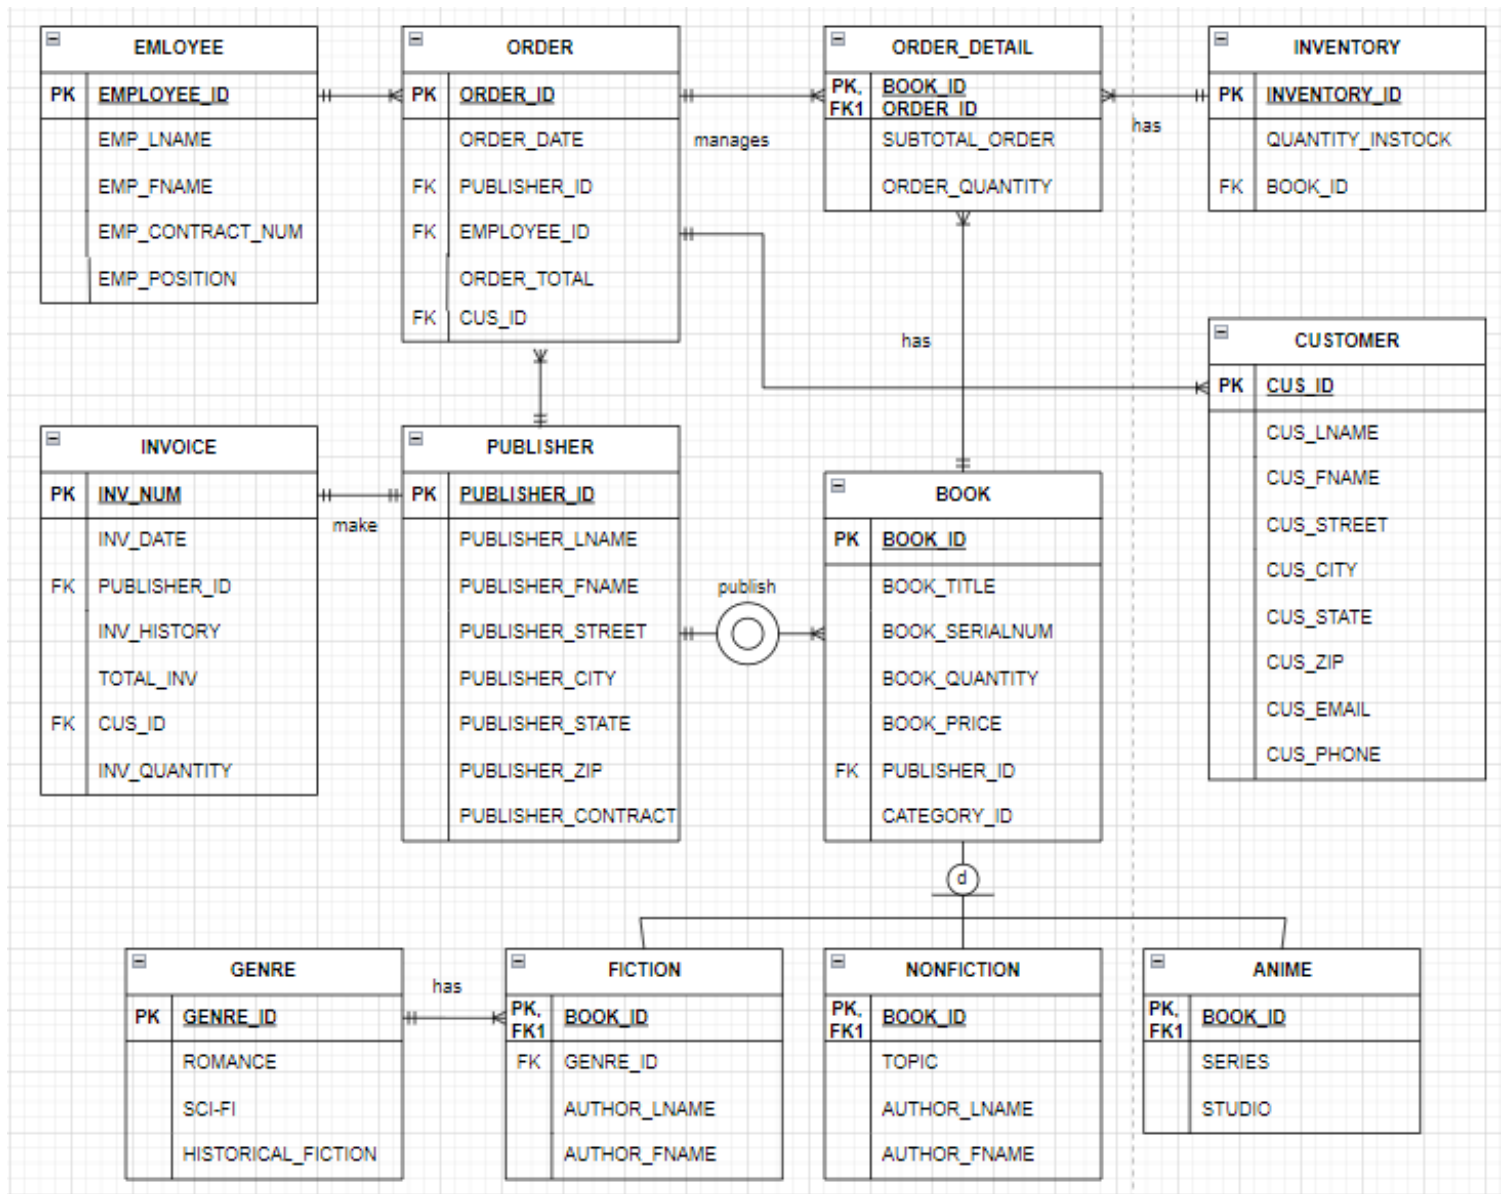 EMLOYEE
PK EMPLOYEE_ID
EMP_LNAME
EMP_FNAME
EMP_CONTRACT_NUM
EMP_POSITION
ORDER
PK ORDER_ID
ORDER_DATE
FK PUBLISHER_ID
FK EMPLOYEE_ID
ORDER_TOTAL
FK CUS_ID
manages
ORDER_DETAIL
PK, BOOK_ID
FK1 ORDER_ID
SUBTOTAL_ORDER
ORDER_QUANTITY
has
INVENTORY
PK INVENTORY_ID
QUANTITY_INSTOCK
FK BOOK_ID
has
CUSTOMER
PK CUS_ID
CUS_LNAME
CUS_FNAME
CUS_STREET
CUS_CITY
CUS_STATE
CUS_ZIP
CUS_EMAIL
CUS_PHONE
INVOICE
PK INV_NUM
INV_DATE
FK PUBLISHER_ID
INV_HISTORY
TOTAL_INV
FK CUS_ID
INV_QUANTITY
make
PUBLISHER
PK PUBLISHER_ID
PUBLISHER_LNAME
PUBLISHER_FNAME
PUBLISHER_STREET
PUBLISHER_CITY
PUBLISHER_STATE
PUBLISHER_ZIP
PUBLISHER_CONTRACT
publish
BOOK
PK BOOK_ID
BOOK_TITLE
BOOK_SERIALNUM
BOOK_QUANTITY
BOOK_PRICE
FK PUBLISHER_ID
CATEGORY_ID
d
GENRE
PK GENRE_ID
ROMANCE
SCI-FI
HISTORICAL_FICTION
has
FICTION
PK,
FK1 BOOK_ID
FK GENRE_ID
AUTHOR_LNAME
AUTHOR_FNAME
NONFICTION
PK,
FK1 BOOK_ID
TOPIC
AUTHOR_LNAME
AUTHOR_FNAME
ANIME
PK,
FK1 BOOK_ID
SERIES
STUDIO